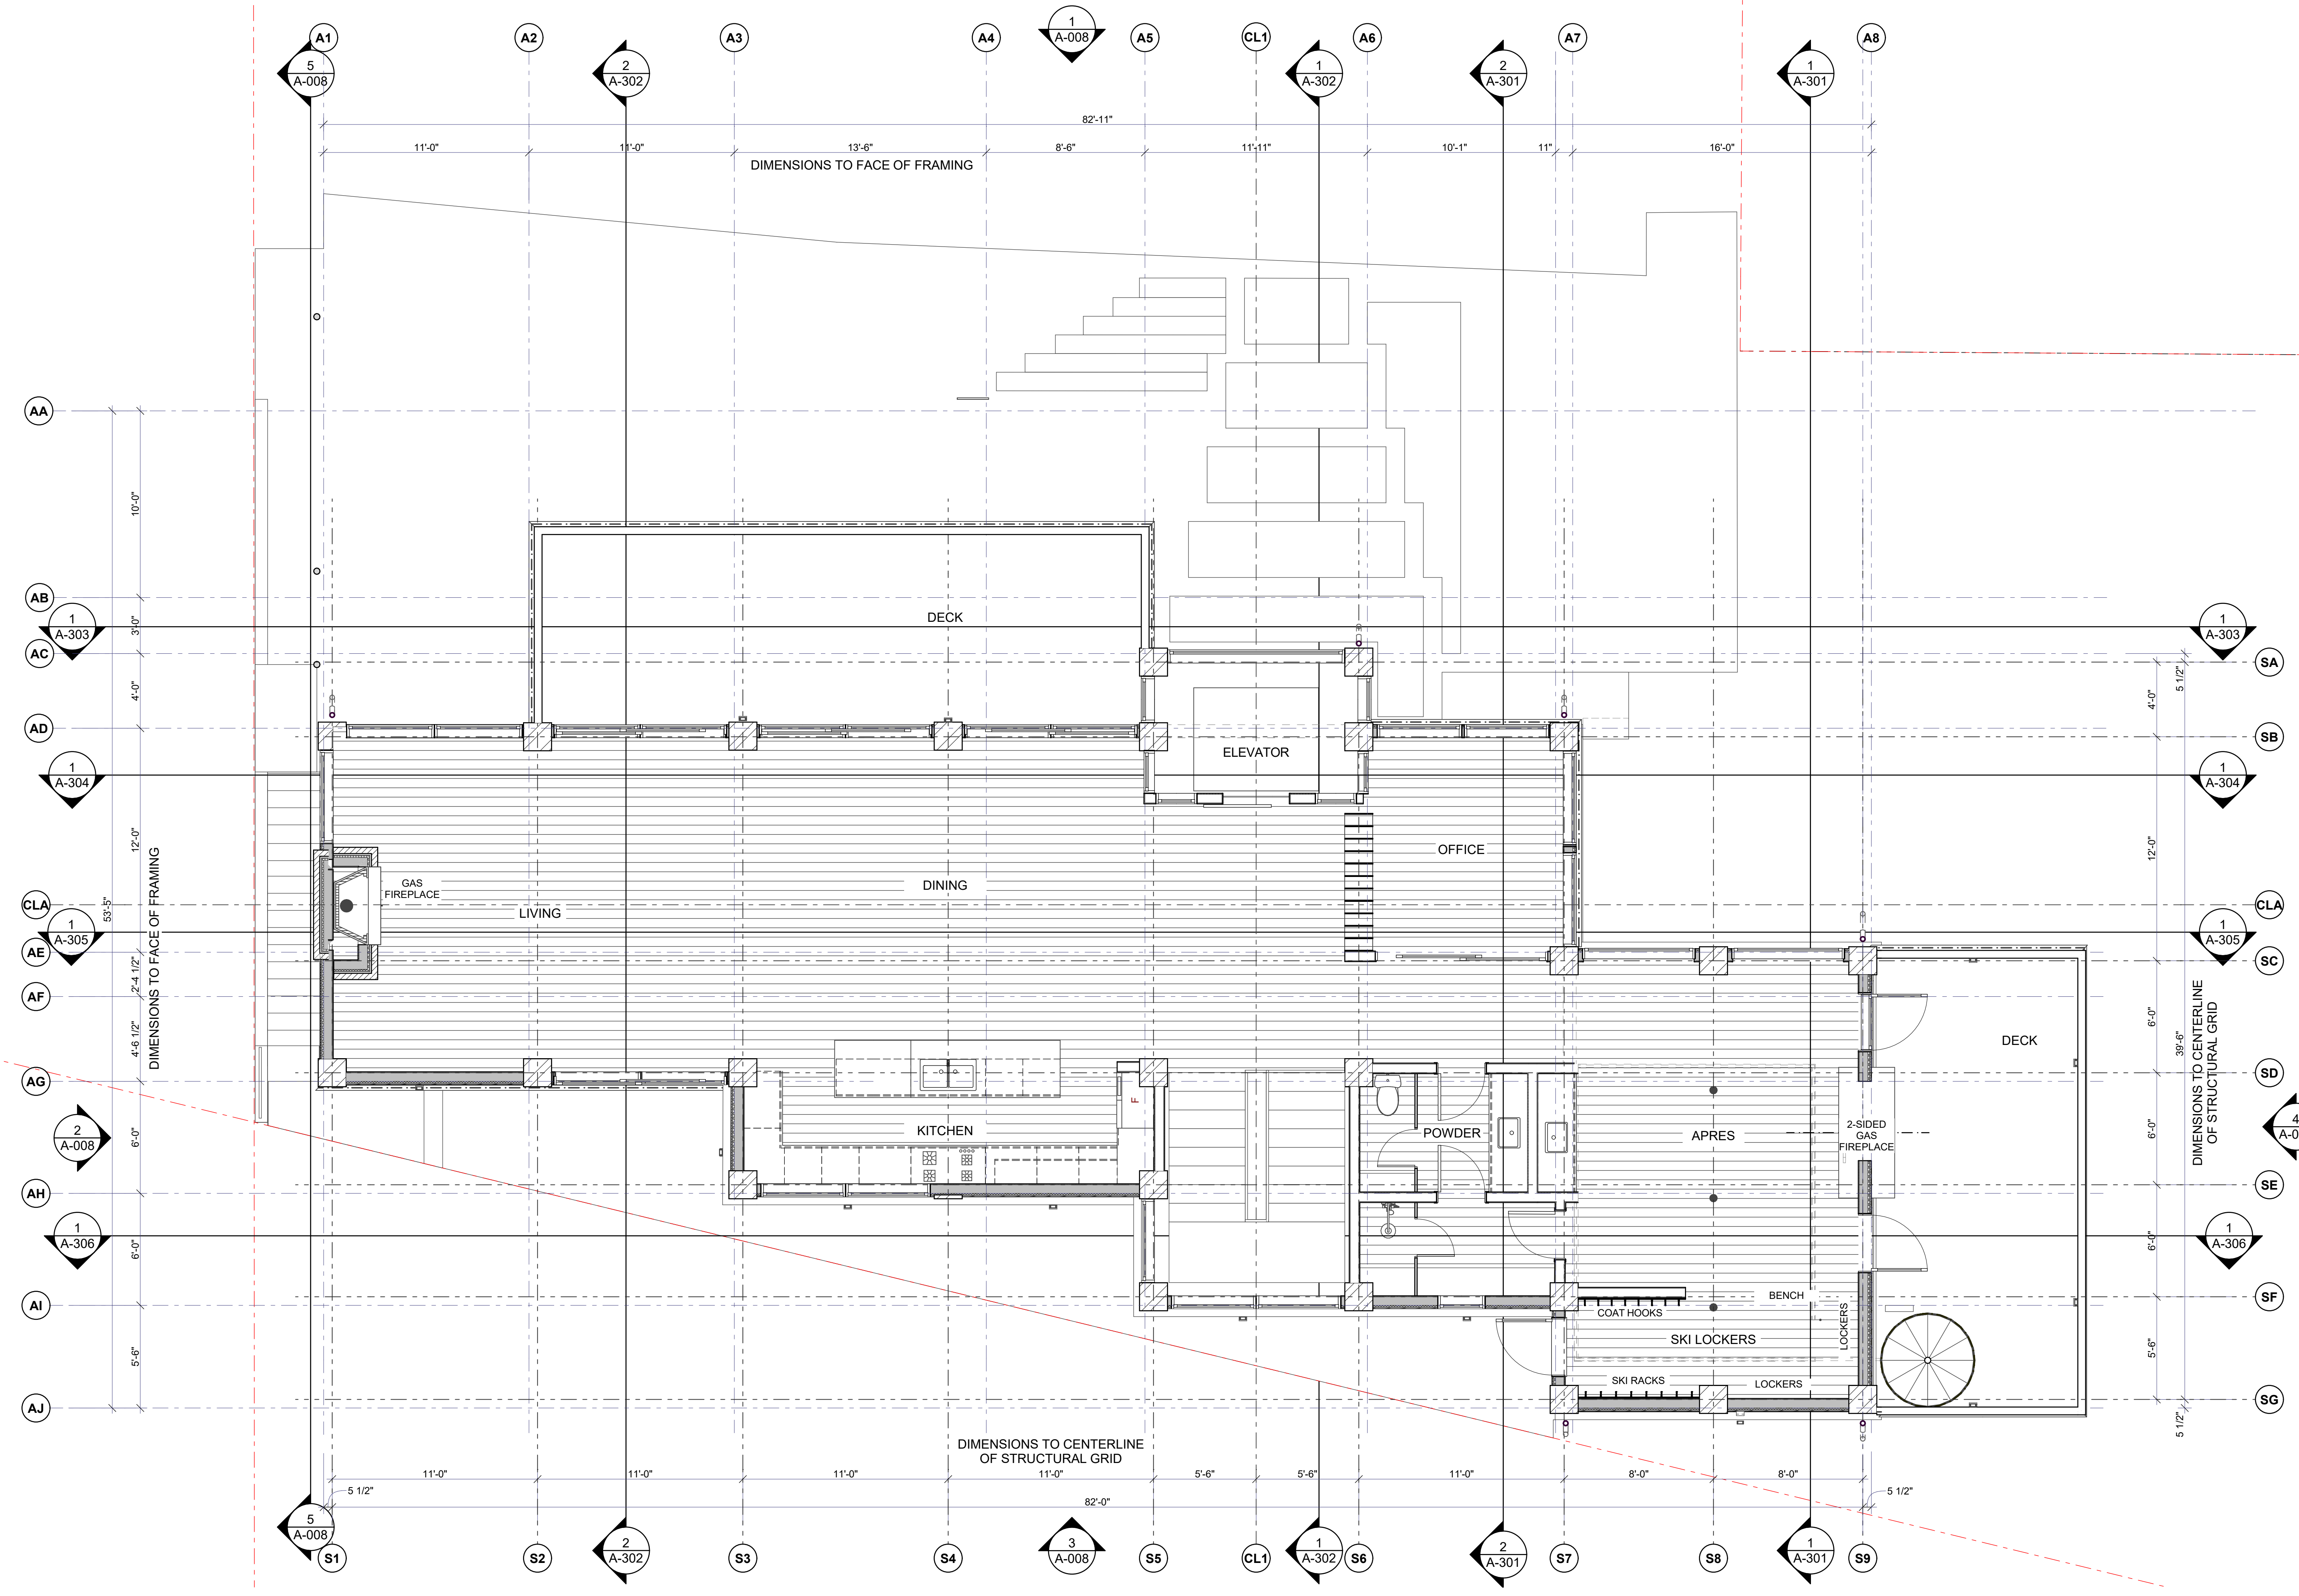 A1
A2
A3
A4
1
A-008
A5
CL1
A6
A7
A8
5
A-008
2
A-302
1
A-302
2
A-301
1
A-301
82'-11"
11'-0"
11'-0"
13'-6"
8'-6"
11'-11"
10'-1"
11"
16'-0"
DIMENSIONS TO FACE OF FRAMING
AA
10'-0"
AB
3'-0"
1
A-303
DECK
1
A-303
AC
SA
5 1/2"
4'-0"
4'-0"
AD
SB
ELEVATOR
1
A-304
1
A-304
12'-0"
12'-0"
OFFICE
GAS
FIREPLACE
DINING
LIVING
CLA
CLA
53'-5"
DIMENSIONS TO FACE OF FRAMING
1
A-305
1
A-305
AE
SC
2'-4 1/2"
AF
4'-6 1/2"
6'-0"
39'-6"
DIMENSIONS TO CENTERLINE
OF STRUCTURAL GRID
DECK
AG
SD
F
2
A-008
6'-0"
KITCHEN
POWDER
APRES
2-SIDED
GAS
FIREPLACE
6'-0"
4
A-0
AH
SE
1
A-306
6'-0"
6'-0"
1
A-306
AI
BENCH
SF
COAT HOOKS
SKI LOCKERS
LOCKERS
5'-6"
5'-6"
SKI RACKS
LOCKERS
AJ
SG
5 1/2"
DIMENSIONS TO CENTERLINE
OF STRUCTURAL GRID
11'-0"
11'-0"
11'-0"
11'-0"
5'-6"
5'-6"
11'-0"
8'-0"
8'-0"
5 1/2"
82'-0"
5 1/2"
5
A-008
2
A-302
3
A-008
1
A-302
2
A-301
1
A-301
S1
S2
S3
S4
S5
CL1
S6
S7
S8
S9